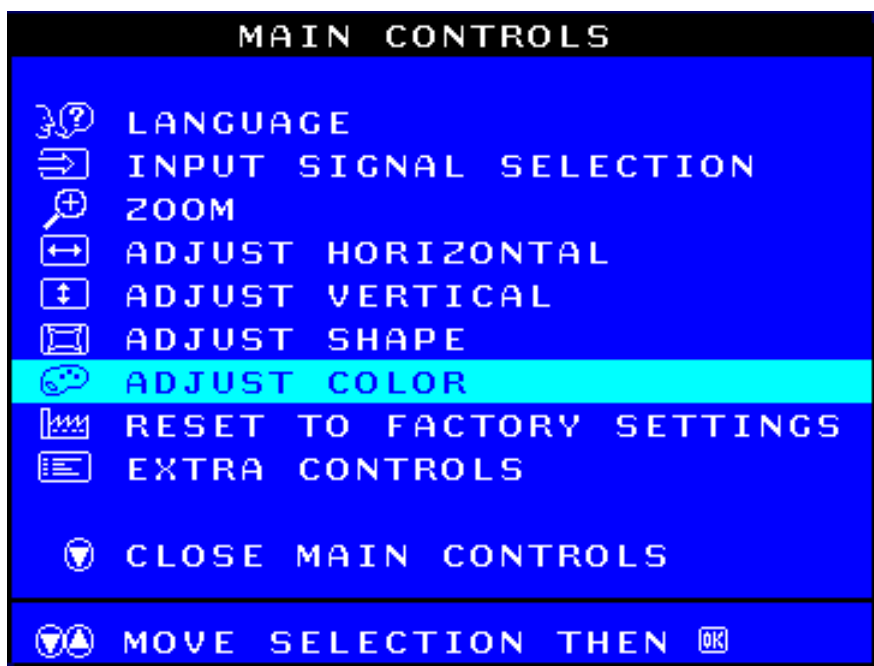 MAIN CONTROLS
LANGUAGE
INPUT SIGNAL SELECTION
ZOOM
ADJUST HORIZONTAL
ADJUST VERTICAL
ADJUST SHAPE
ADJUST COLOR
RESET TO FACTORY SETTINGS
EXTRA CONTROLS
CLOSE MAIN CONTROLS
MOVE SELECTION THEN OK